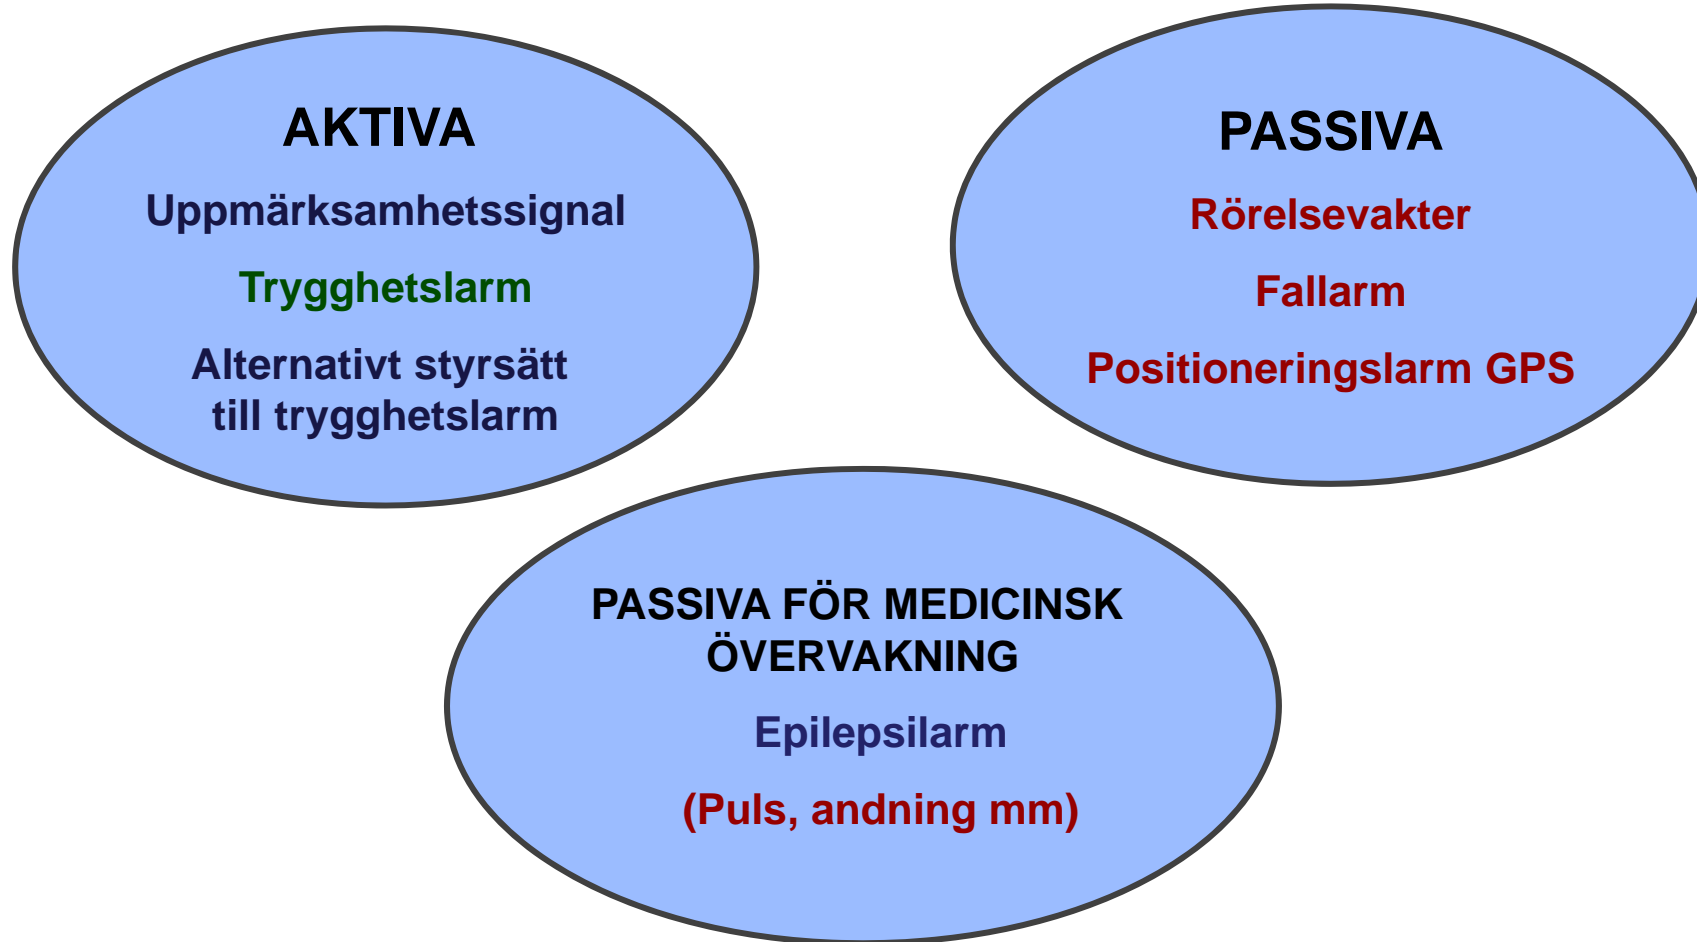 AKTIVA
Uppmärksamhetssignal
Trygghetslarm
Alternativt styrsätt
till trygghetslarm
PASSIVA
Rörelsevakter
Fallarm
Positioneringslarm GPS
PASSIVA FÖR MEDICINSK
ÖVERVAKNING
Epilepsilarm
(Puls, andning mm)